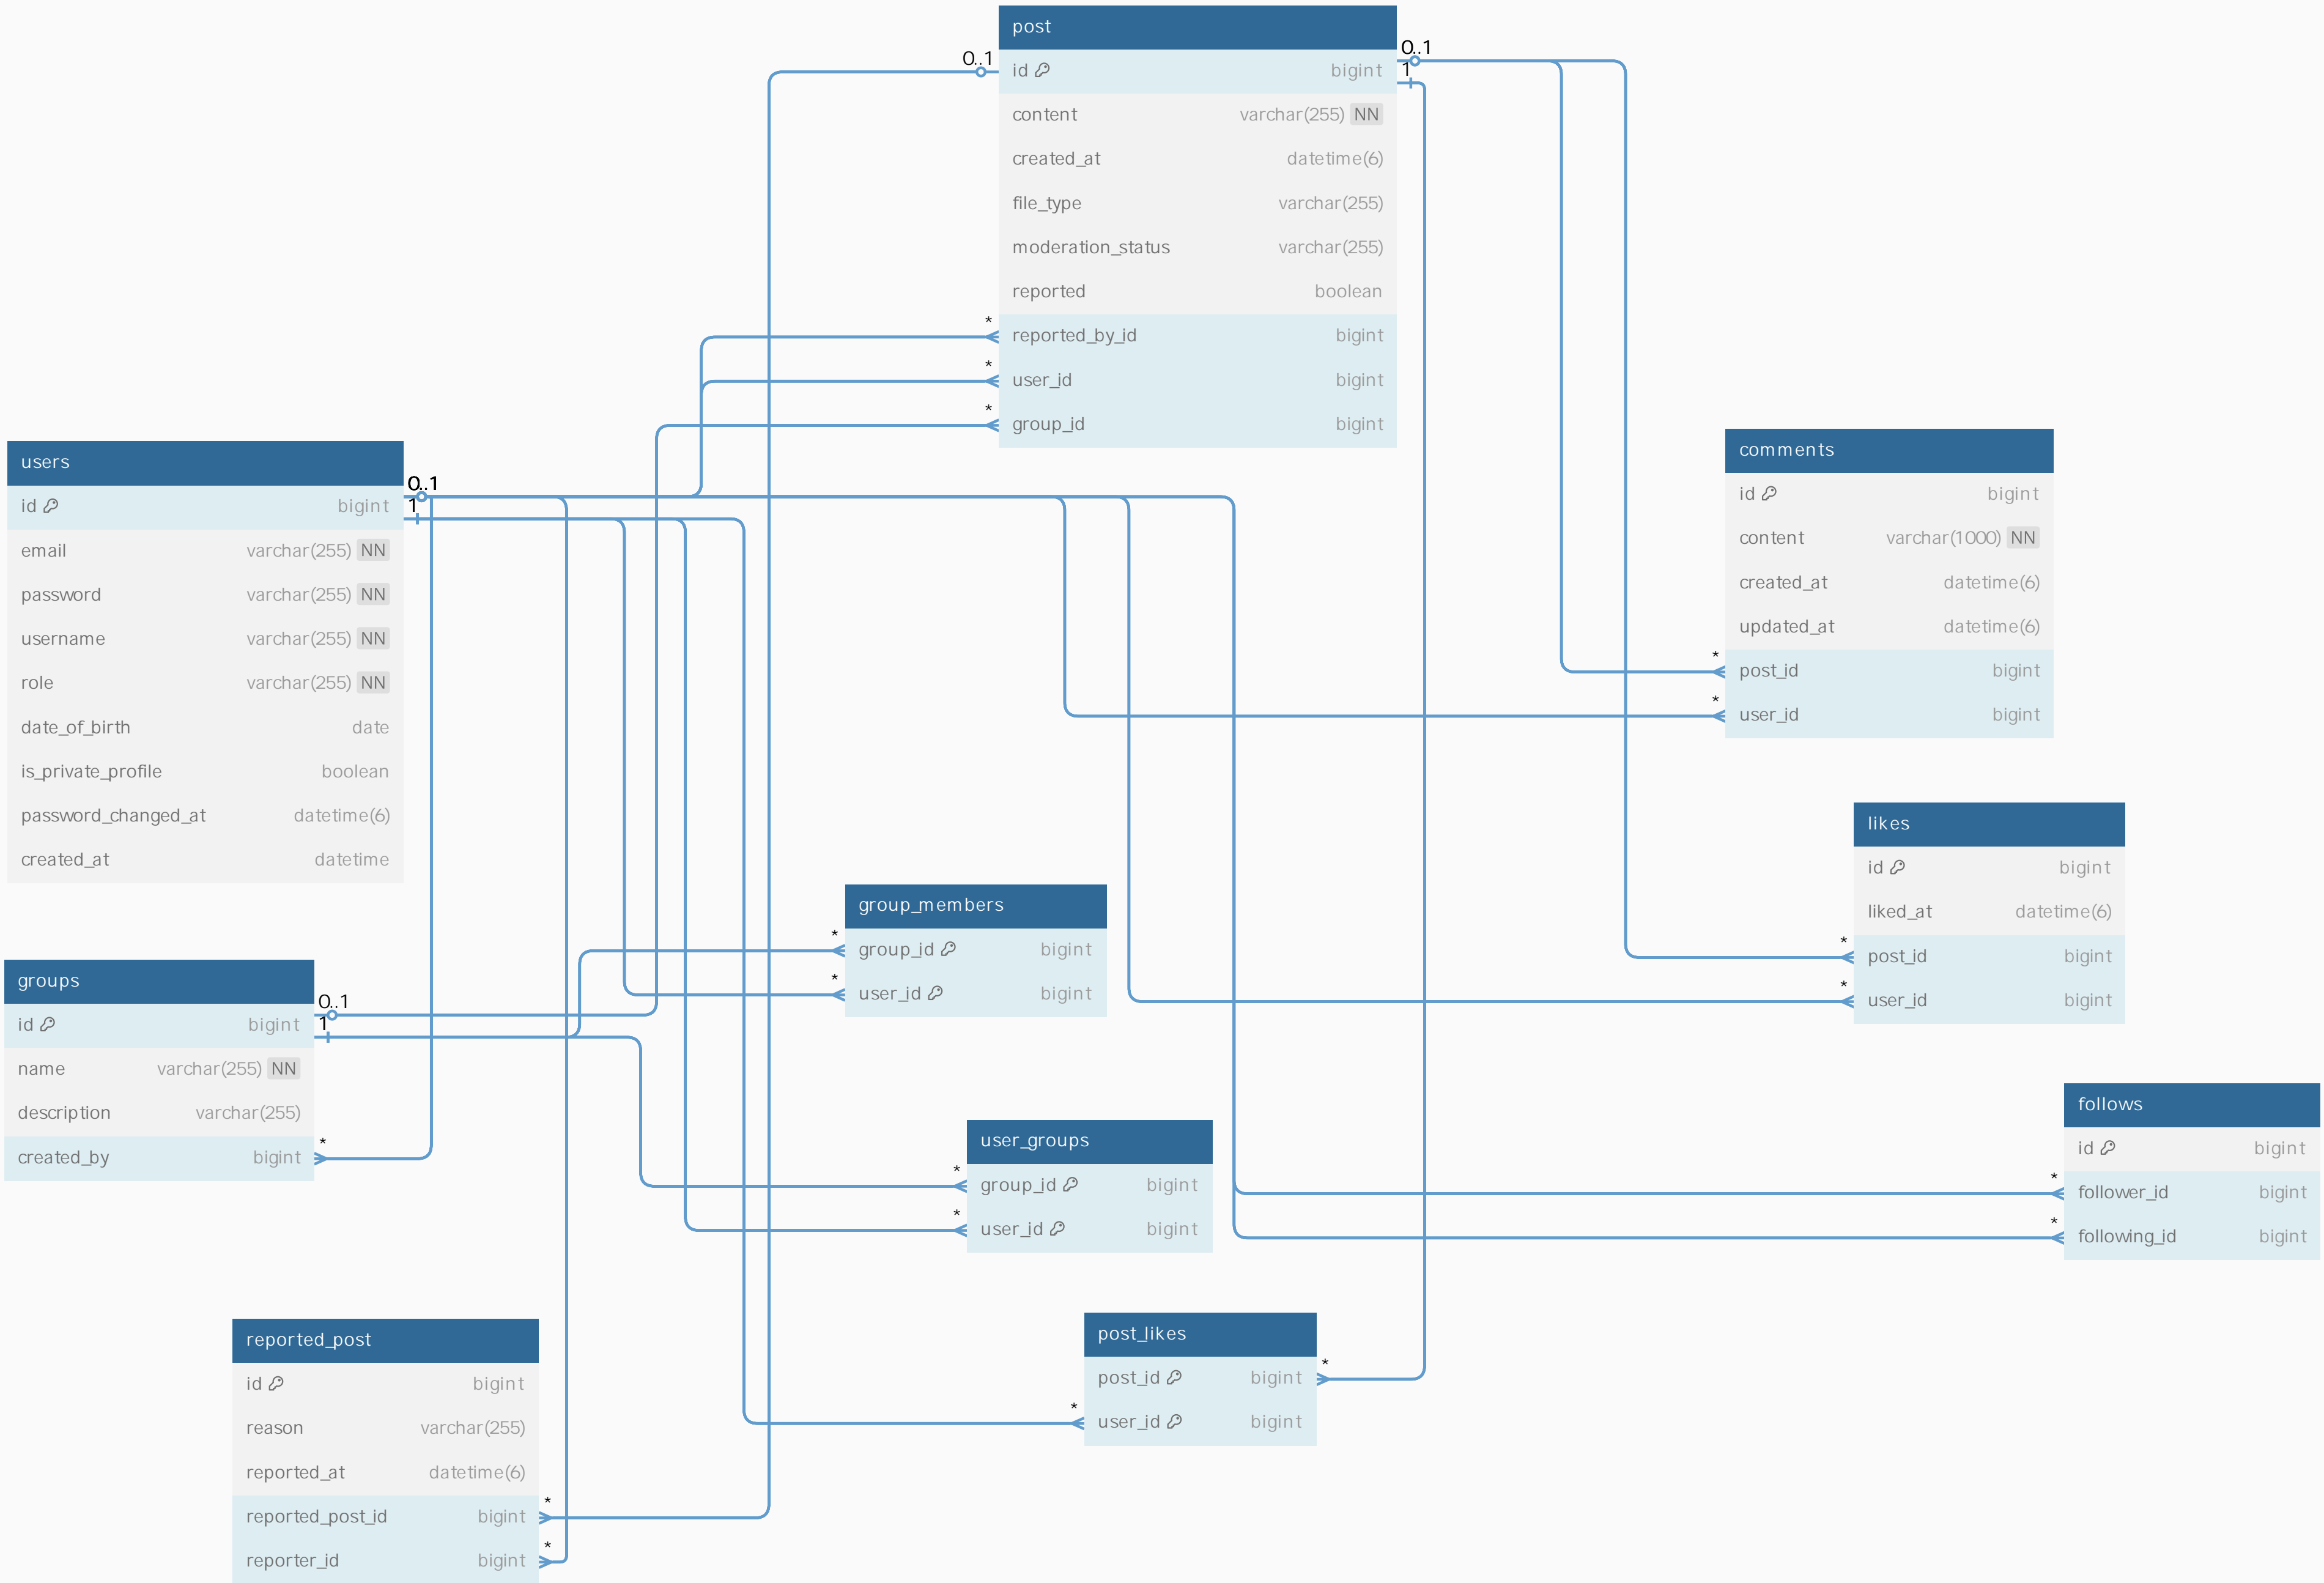 post
id bigint
content varchar(255) NN
created_at datetime(6)
file_type varchar(255)
moderation_status varchar(255)
reported boolean
reported_by_id bigint
user_id bigint
group_id bigint
0..1
0..1
1
*
*
*
users
id bigint
email varchar(255) NN
password varchar(255) NN
username varchar(255) NN
role varchar(255) NN
date_of_birth date
is_private_profile boolean
password_changed_at datetime(6)
created_at datetime
0..1
1
comments
id bigint
content varchar(1000) NN
created_at datetime(6)
updated_at datetime(6)
* post_id bigint
* user_id bigint
likes
id bigint
liked_at datetime(6)
* post_id bigint
* user_id bigint
group_members
* group_id bigint
* user_id bigint
groups
id bigint
name varchar(255) NN
description varchar(255)
created_by bigint
0..1
1
*
user_groups
* group_id bigint
* user_id bigint
follows
id bigint
* follower_id bigint
* following_id bigint
reported_post
id bigint
reason varchar(255)
reported_at datetime(6)
reported_post_id bigint *
reporter_id bigint *
post_likes
post_id bigint *
* user_id bigint